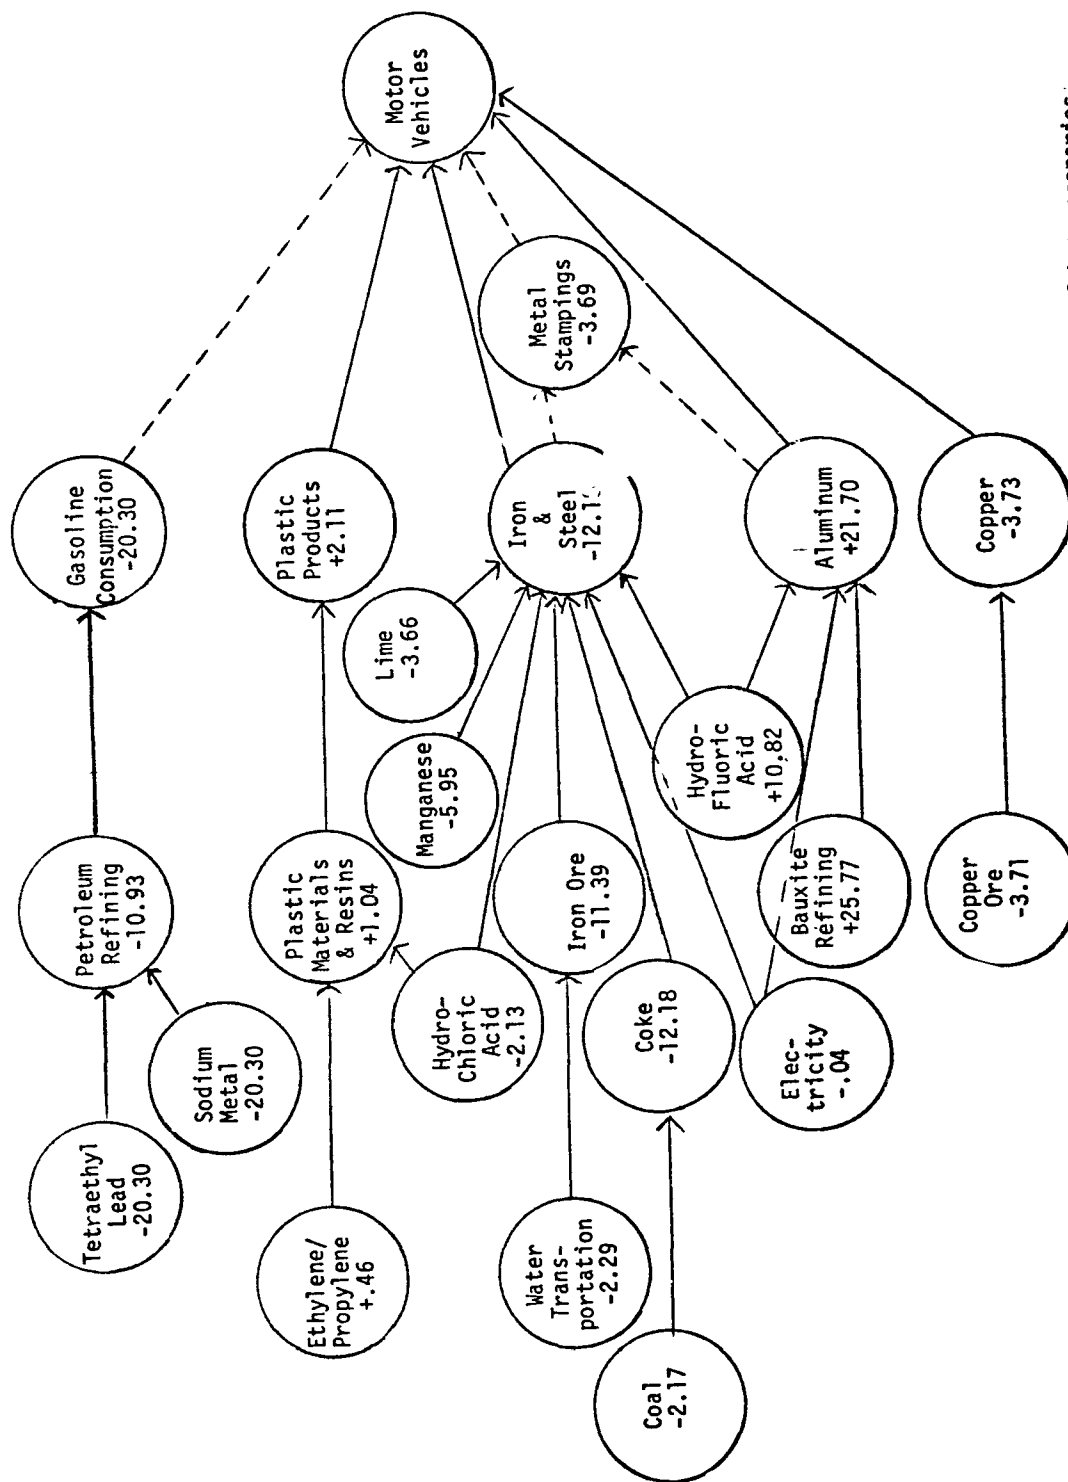 Tetraethyl
Lead
-20.30
Sodium
Metal
-20.30
Petroleum
Refining
-10.93
Gasoline
Consumption
-20.30
Ethylene/
Propylene
+.46
Plastic
Materials
& Resins
+1.04
Plastic
Products
+2.11
Motor
Vehicles
Hydro-
Chloric
Acid
-2.13
Manganese
-5.95
Lime
-3.66
Water
Trans-
portation
-2.29
Iron Ore
-11.39
Iron
&
Steel
Metal
Stampings
-3.69
Coal
-2.17
Coke
-12.18
Hydro-
Fluoric
Acid
+10.82
Elec-
tricity
-.04
Bauxite
Refining
+25.77
Aluminum
+21.70
Copper
Ore
-3.71
Copper
-3.73